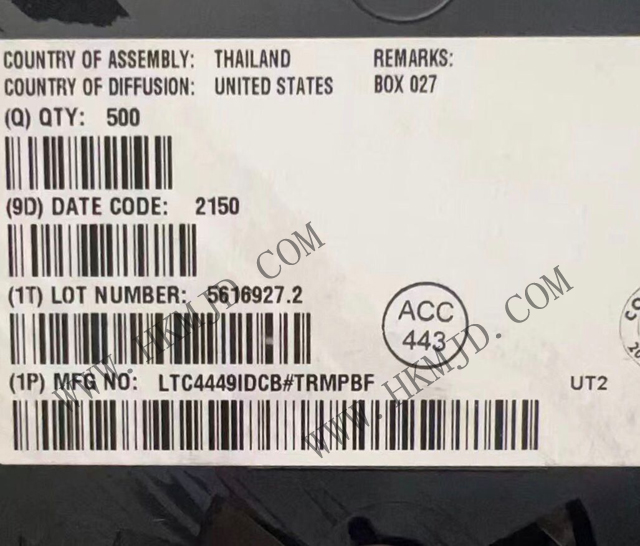 COUNTRY OF ASSEMBLY: THAILAND REMARKS:
COUNTRY OF DIFFUSION: UNITED STATES BOX 027
(Q) QTY: 500
(9D) DATE CODE: 2150
(1T) LOT NUMBER: 5616927.2
ACC
443
(1P) MFG NO: LTC4449IDCB#TRMPBF UT2
WWW.HKMJD.COM
WWW.HKMJD.COM